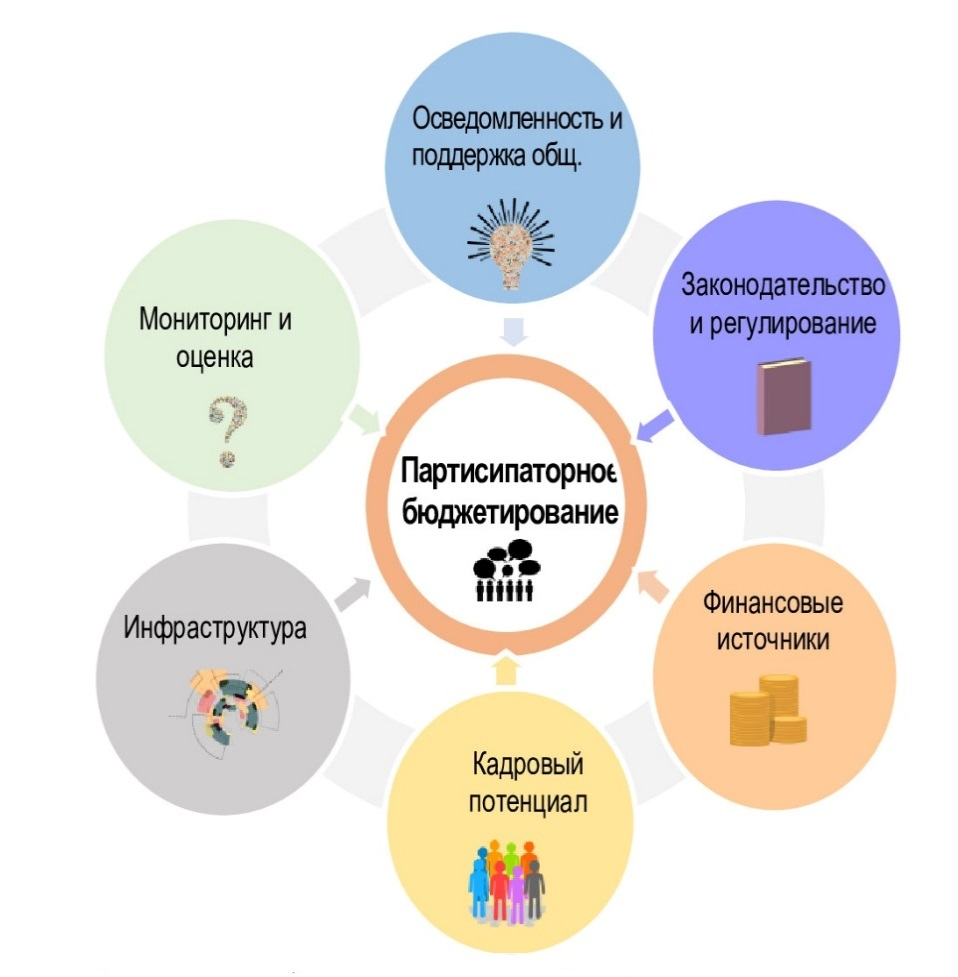 Осведомленность и
поддержка общ.
Законодательство
и регулирование
Мониторинг и
оценка
Партисипаторное
бюджетирование
Финансовые
источники
Инфраструктура
Кадровый
потенциал